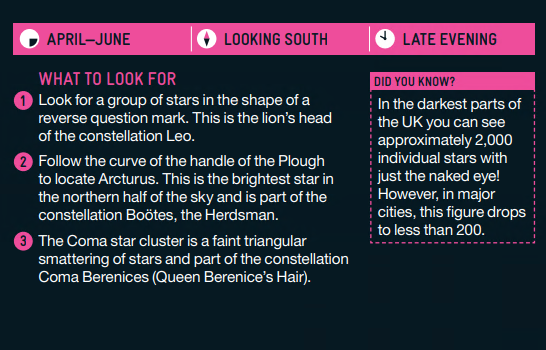 APRIL–JUNE
LOOKING SOUTH
LATE EVENING
WHAT TO LOOK FOR
1 Look for a group of stars in the shape of a
reverse question mark. This is the lion's head
of the constellation Leo.
2 Follow the curve of the handle of the Plough
to locate Arcturus. This is the brightest star in
the northern half of the sky and is part of the
constellation Boötes, the Herdsman.
3 The Coma star cluster is a faint triangular
smattering of stars and part of the constellation
Coma Berenices (Queen Berenice's Hair).
DID YOU KNOW?
In the darkest parts of
the UK you can see
approximately 2,000
individual stars with
just the naked eye!
However, in major
cities, this figure drops
to less than 200.